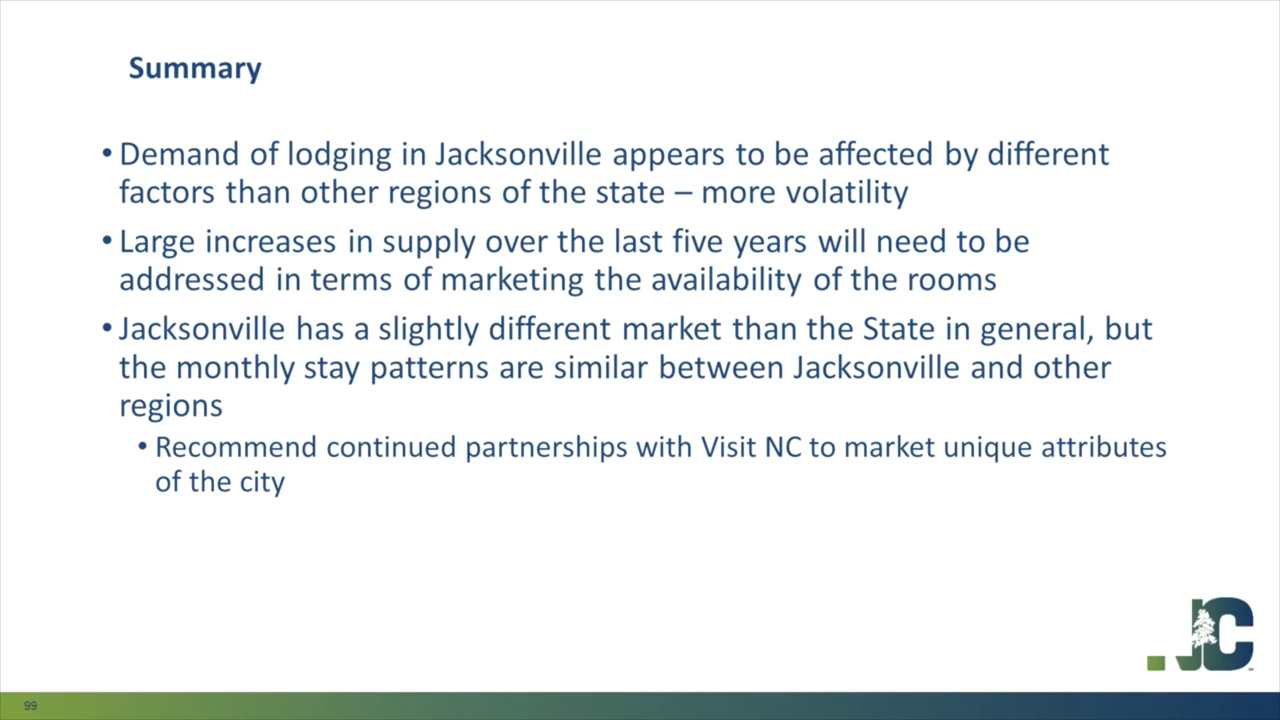 Summary
• Demand of lodging in Jacksonville appears to be affected by different
factors than other regions of the state – more volatility
• Large increases in supply over the last five years will need to be
addressed in terms of marketing the availability of the rooms
• Jacksonville has a slightly different market than the State in general, but
the monthly stay patterns are similar between Jacksonville and other
regions
• Recommend continued partnerships with Visit NC to market unique attributes
of the city
NC
99